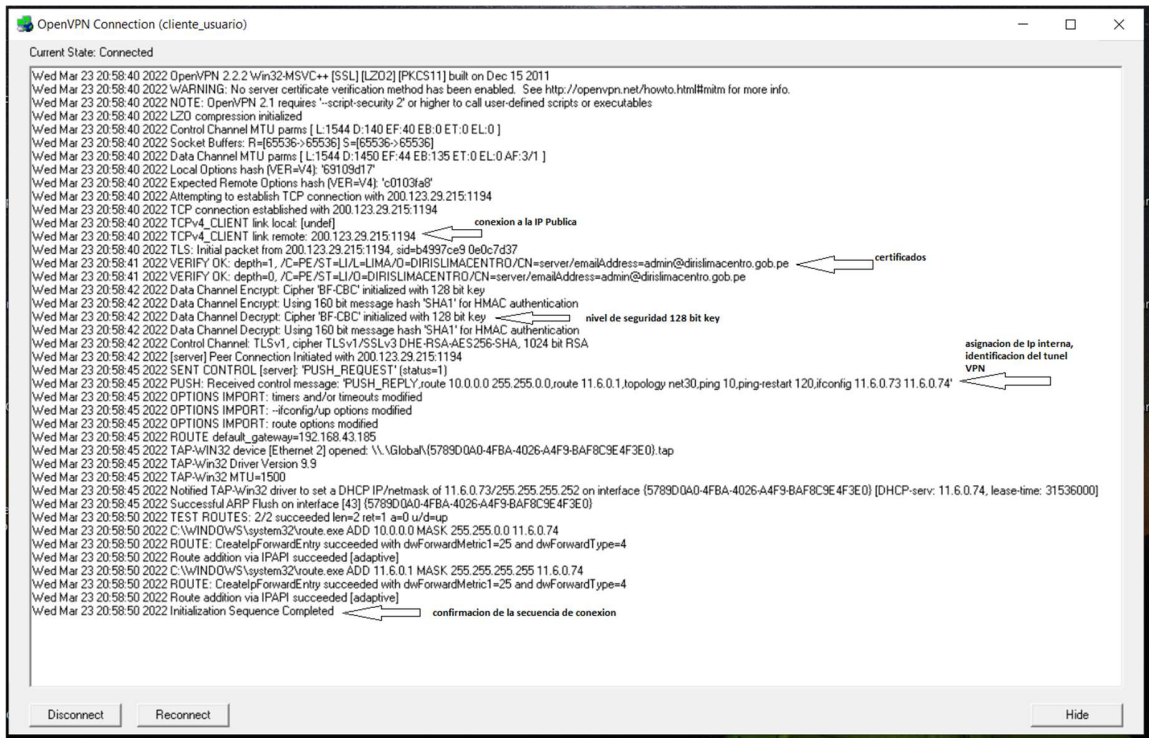 OpenVPN Connection (cliente_usuario)
Current State: Connected
Wed Mar 23 20:58:40 2022 OpenVPN 2.2.2 Win32-MSVC++ [SSL] [LZO2] [PKCS11] built on Dec 15 2011
Wed Mar 23 20:58:40 2022 WARNING: No server certificate verification method has been enabled.  See http://openvpn.net/howto.html#mitm for more info.
Wed Mar 23 20:58:40 2022 NOTE: OpenVPN 2.1 requires '--script-security 2' or higher to call user-defined scripts or executables
Wed Mar 23 20:58:40 2022 LZO compression initialized
Wed Mar 23 20:58:40 2022 Control Channel MTU parms [ L:1544 D:140 EF:40 EB:0 ET:0 EL:0 ]
Wed Mar 23 20:58:40 2022 Socket Buffers: R=[65536->65536] S=[65536->65536]
Wed Mar 23 20:58:40 2022 Data Channel MTU parms [ L:1544 D:1450 EF:44 EB:135 ET:0 EL:0 AF:3/1 ]
Wed Mar 23 20:58:40 2022 Local Options hash (VER=V4): '69109d17'
Wed Mar 23 20:58:40 2022 Expected Remote Options hash (VER=V4): 'c0103fa8'
Wed Mar 23 20:58:40 2022 Attempting to establish TCP connection with 200.123.29.215:1194
Wed Mar 23 20:58:40 2022 TCP connection established with 200.123.29.215:1194
Wed Mar 23 20:58:40 2022 TCPv4_CLIENT link local: [undef]
conexion a la IP Publica
Wed Mar 23 20:58:40 2022 TCPv4_CLIENT link remote: 200.123.29.215:1194
Wed Mar 23 20:58:40 2022 TLS: Initial packet from 200.123.29.215:1194, sid=b4997ce9 0e0c7d37
Wed Mar 23 20:58:41 2022 VERIFY OK: depth=1, /C=PE/ST=LI/L=LIMA/O=DIRISLIMACENTRO/CN=server/emailAddress=admin@dirislimacentro.gob.pe
certificados
Wed Mar 23 20:58:41 2022 VERIFY OK: depth=0, /C=PE/ST=LI/O=DIRISLIMACENTRO/CN=server/emailAddress=admin@dirislimacentro.gob.pe
Wed Mar 23 20:58:42 2022 Data Channel Encrypt: Cipher 'BF-CBC' initialized with 128 bit key
Wed Mar 23 20:58:42 2022 Data Channel Encrypt: Using 160 bit message hash 'SHA1' for HMAC authentication
Wed Mar 23 20:58:42 2022 Data Channel Decrypt: Cipher 'BF-CBC' initialized with 128 bit key
nivel de seguridad 128 bit key
Wed Mar 23 20:58:42 2022 Data Channel Decrypt: Using 160 bit message hash 'SHA1' for HMAC authentication
Wed Mar 23 20:58:42 2022 Control Channel: TLSv1, cipher TLSv1/SSLv3 DHE-RSA-AES256-SHA, 1024 bit RSA
Wed Mar 23 20:58:42 2022 [server] Peer Connection Initiated with 200.123.29.215:1194
asignacion de Ip interna,
identificacion del tunel
VPN
Wed Mar 23 20:58:45 2022 SENT CONTROL [server]: 'PUSH_REQUEST' (status=1)
Wed Mar 23 20:58:45 2022 PUSH: Received control message: 'PUSH_REPLY,route 10.0.0.0 255.255.0.0,route 11.6.0.1,topology net30,ping 10,ping-restart 120,ifconfig 11.6.0.73 11.6.0.74'
Wed Mar 23 20:58:45 2022 OPTIONS IMPORT: timers and/or timeouts modified
Wed Mar 23 20:58:45 2022 OPTIONS IMPORT: --ifconfig/up options modified
Wed Mar 23 20:58:45 2022 OPTIONS IMPORT: route options modified
Wed Mar 23 20:58:45 2022 ROUTE default_gateway=192.168.43.185
Wed Mar 23 20:58:45 2022 TAP-WIN32 device [Ethernet 2] opened: \\.\Global\{5789D0A0-4FBA-4026-A4F9-BAF8C9E4F3E0}.tap
Wed Mar 23 20:58:45 2022 TAP-Win32 Driver Version 9.9
Wed Mar 23 20:58:45 2022 TAP-Win32 MTU=1500
Wed Mar 23 20:58:45 2022 Notified TAP-Win32 driver to set a DHCP IP/netmask of 11.6.0.73/255.255.255.252 on interface {5789D0A0-4FBA-4026-A4F9-BAF8C9E4F3E0} [DHCP-serv: 11.6.0.74, lease-time: 31536000]
Wed Mar 23 20:58:45 2022 Successful ARP Flush on interface [43] {5789D0A0-4FBA-4026-A4F9-BAF8C9E4F3E0}
Wed Mar 23 20:58:50 2022 TEST ROUTES: 2/2 succeeded len=2 ret=1 a=0 u/d=up
Wed Mar 23 20:58:50 2022 C:\WINDOWS\system32\route.exe ADD 10.0.0.0 MASK 255.255.0.0 11.6.0.74
Wed Mar 23 20:58:50 2022 ROUTE: CreateIpForwardEntry succeeded with dwForwardMetric1=25 and dwForwardType=4
Wed Mar 23 20:58:50 2022 Route addition via IPAPI succeeded [adaptive]
Wed Mar 23 20:58:50 2022 C:\WINDOWS\system32\route.exe ADD 11.6.0.1 MASK 255.255.255.255 11.6.0.74
Wed Mar 23 20:58:50 2022 ROUTE: CreateIpForwardEntry succeeded with dwForwardMetric1=25 and dwForwardType=4
Wed Mar 23 20:58:50 2022 Route addition via IPAPI succeeded [adaptive]
Wed Mar 23 20:58:50 2022 Initialization Sequence Completed
confirmacion de la secuencia de conexion
Disconnect
Reconnect
Hide